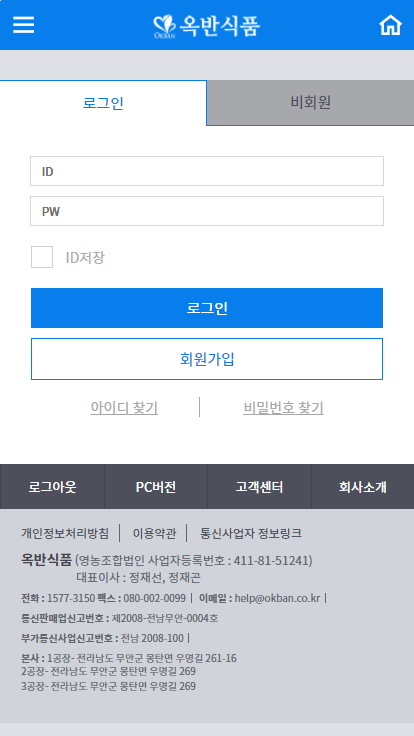 옥반식품
OKBAN
로그인 비회원
ID
PW
ID저장
로그인
회원가입
아이디 찾기 비밀번호 찾기
로그아웃 PC버전 고객센터 회사소개
개인정보처리방침 | 이용약관 | 통신사업자 정보링크
옥반식품 (영농조합법인 사업자등록번호 : 411-81-51241)
대표이사 : 정재선, 정재곤
전화 : 1577-3150 팩스 : 080-002-0099 | 이메일 : help@okban.co.kr |
통신판매업신고번호 : 제2008-전남무안-0004호
부가통신사업신고번호 : 전남 2008-100 |
본사 : 1공장- 전라남도 무안군 몽탄면 우명길 261-16
2공장- 전라남도 무안군 몽탄면 우명길 269
3공장- 전라남도 무안군 몽탄면 우명길 269